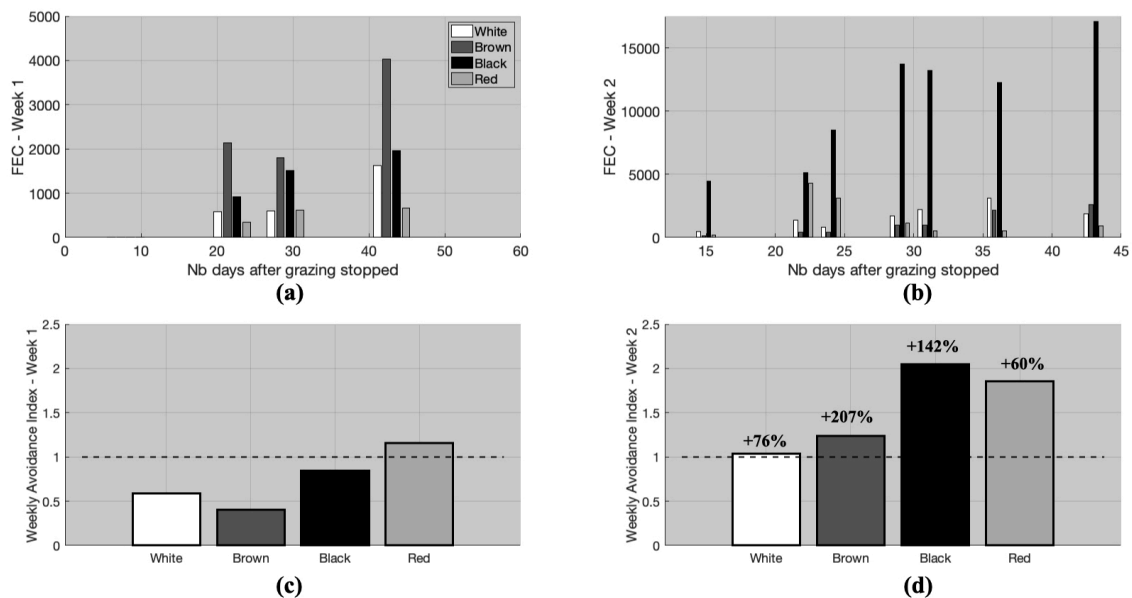 5000
4000
3000
2000
1000
0
FEC - Week 1
White
Brown
Black
Red
0 10 20 30 40 50 60
Nb days after grazing stopped
(a)
15000
10000
5000
0
FEC - Week 2
15 20 25 30 35 40 45
Nb days after grazing stopped
(b)
2.5
2
1.5
1
0.5
0
Weekly Avoidance Index - Week 1
White Brown Black Red
(c)
2.5
2
1.5
1
0.5
0
Weekly Avoidance Index - Week 2
+76%
+207%
+142%
+60%
White Brown Black Red
(d)